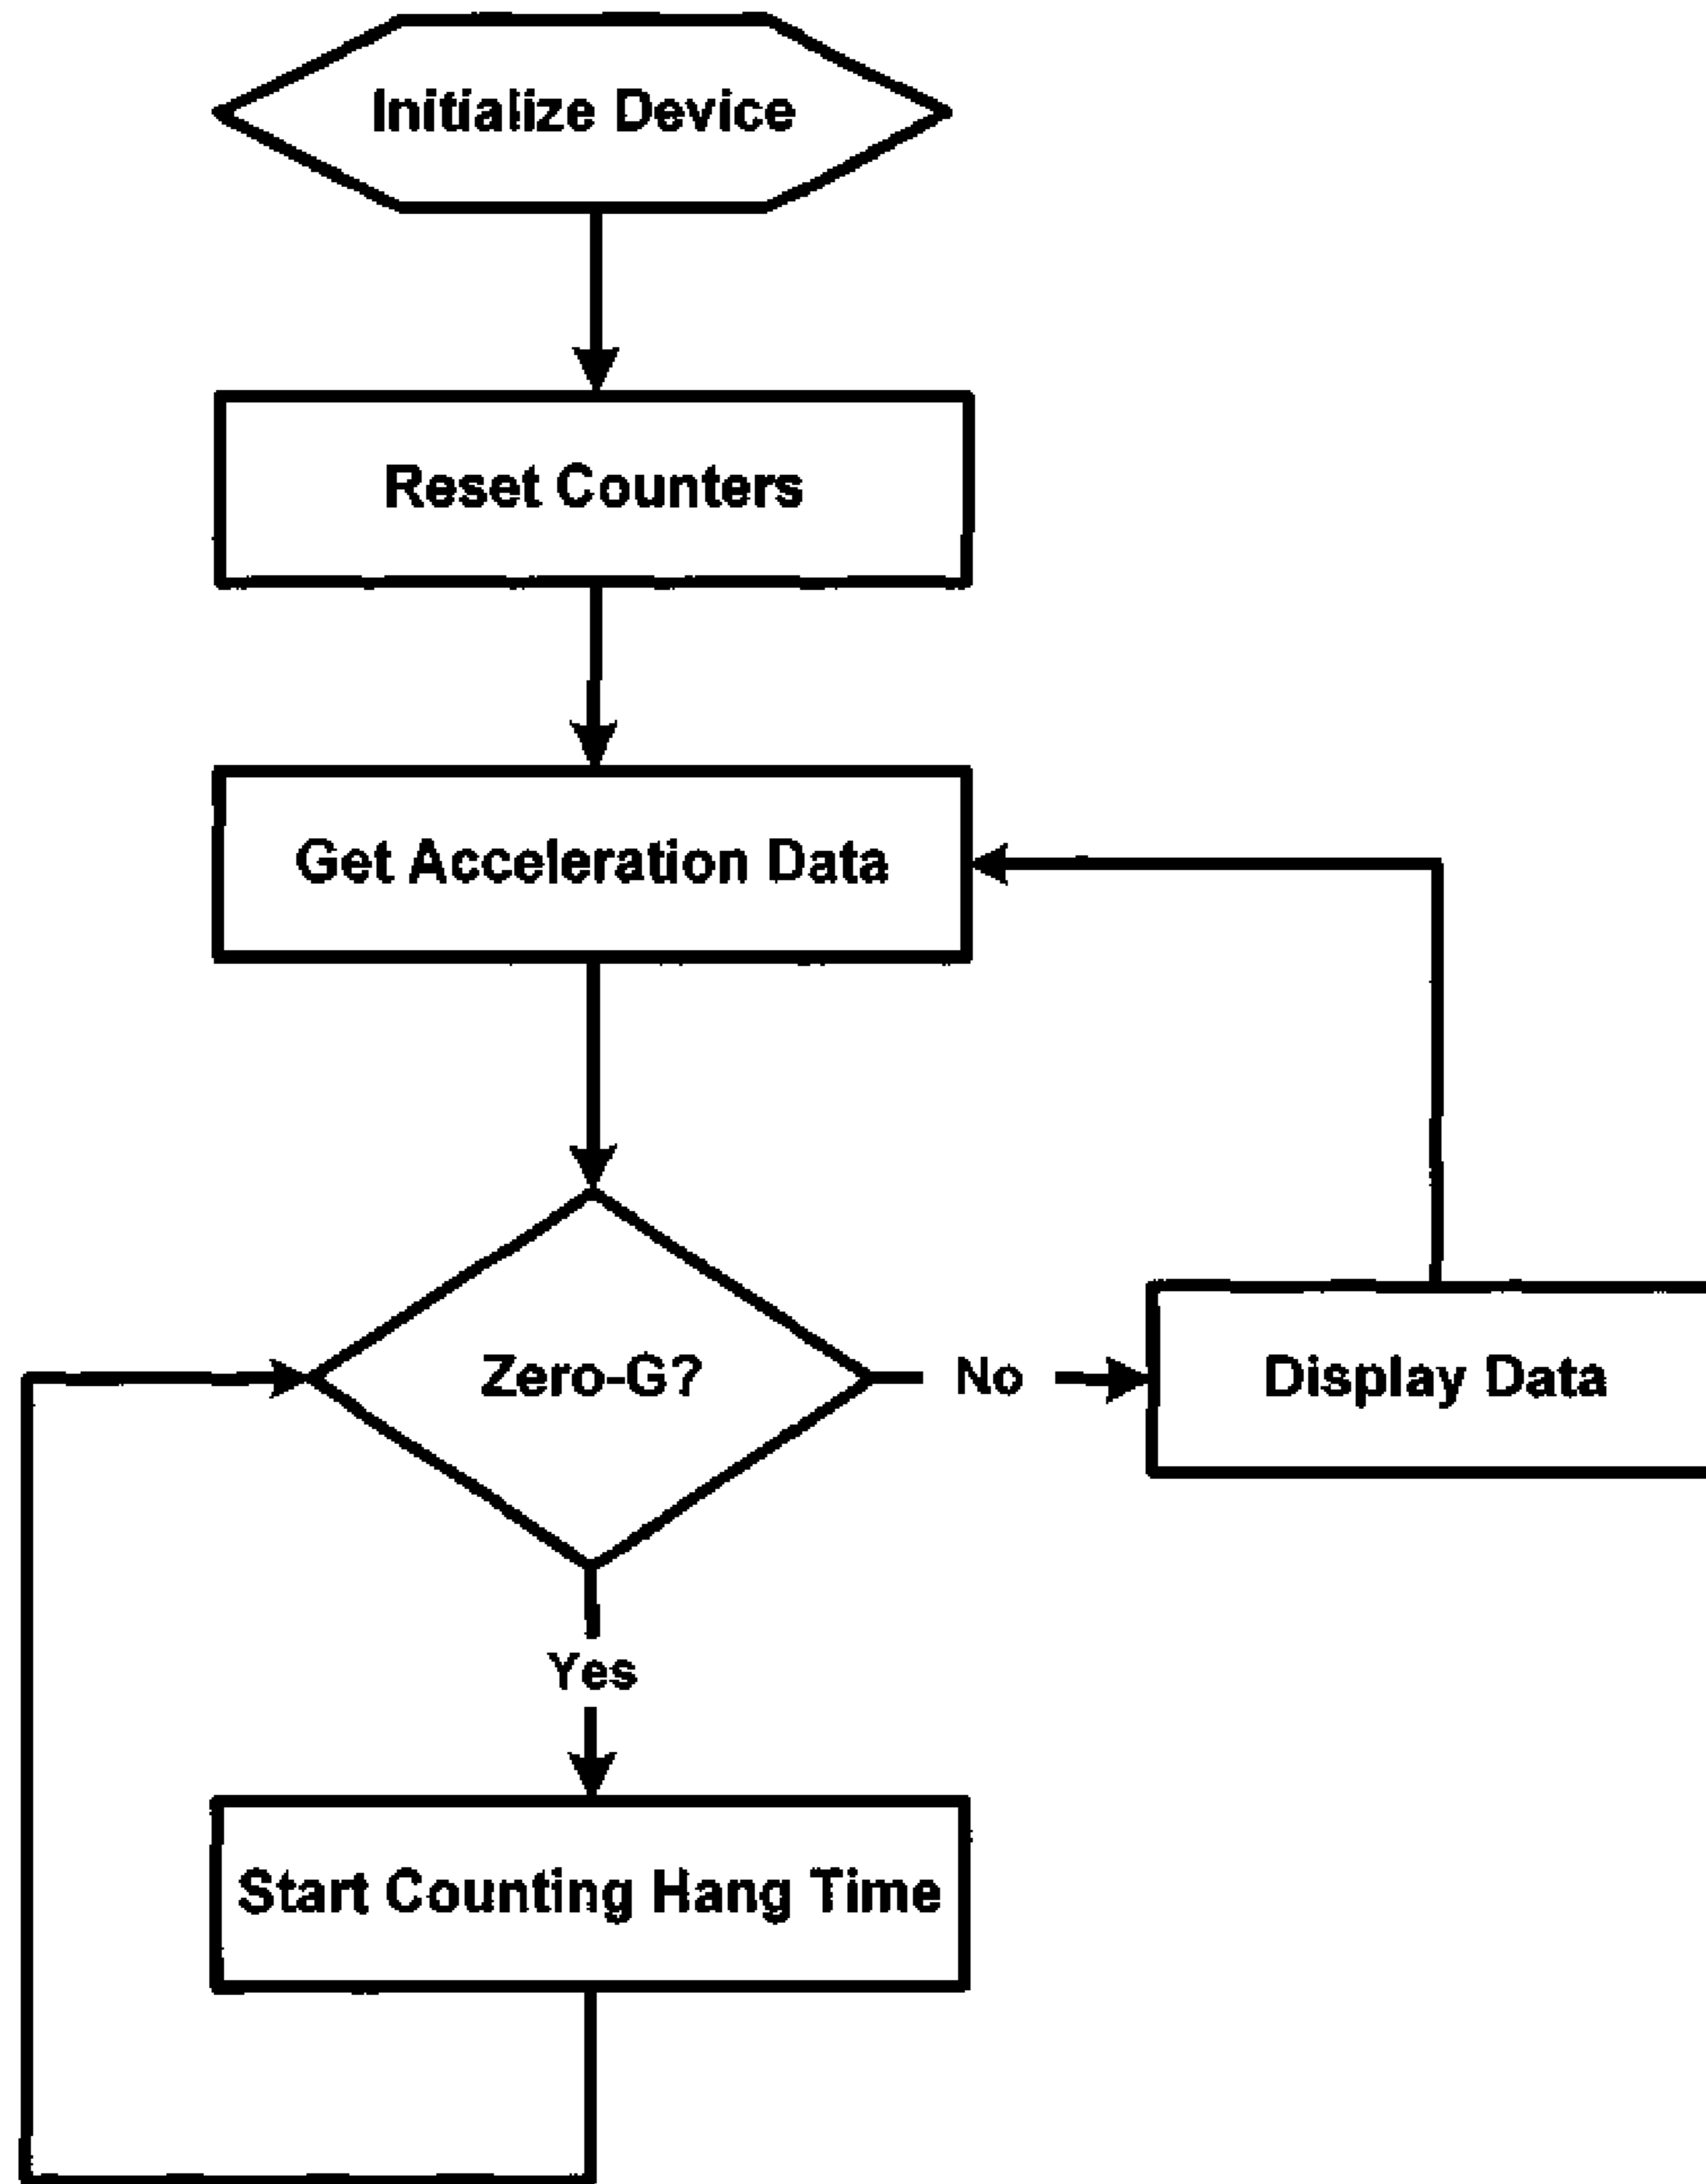 Initialize Device
Reset Counters
Get Acceleration Data
Zero-G?
No
Display Data
Yes
Start Counting Hang Time